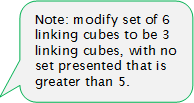 Note: modify set of 6
linking cubes to be 3
linking cubes, with no
set presented that is
greater than 5.